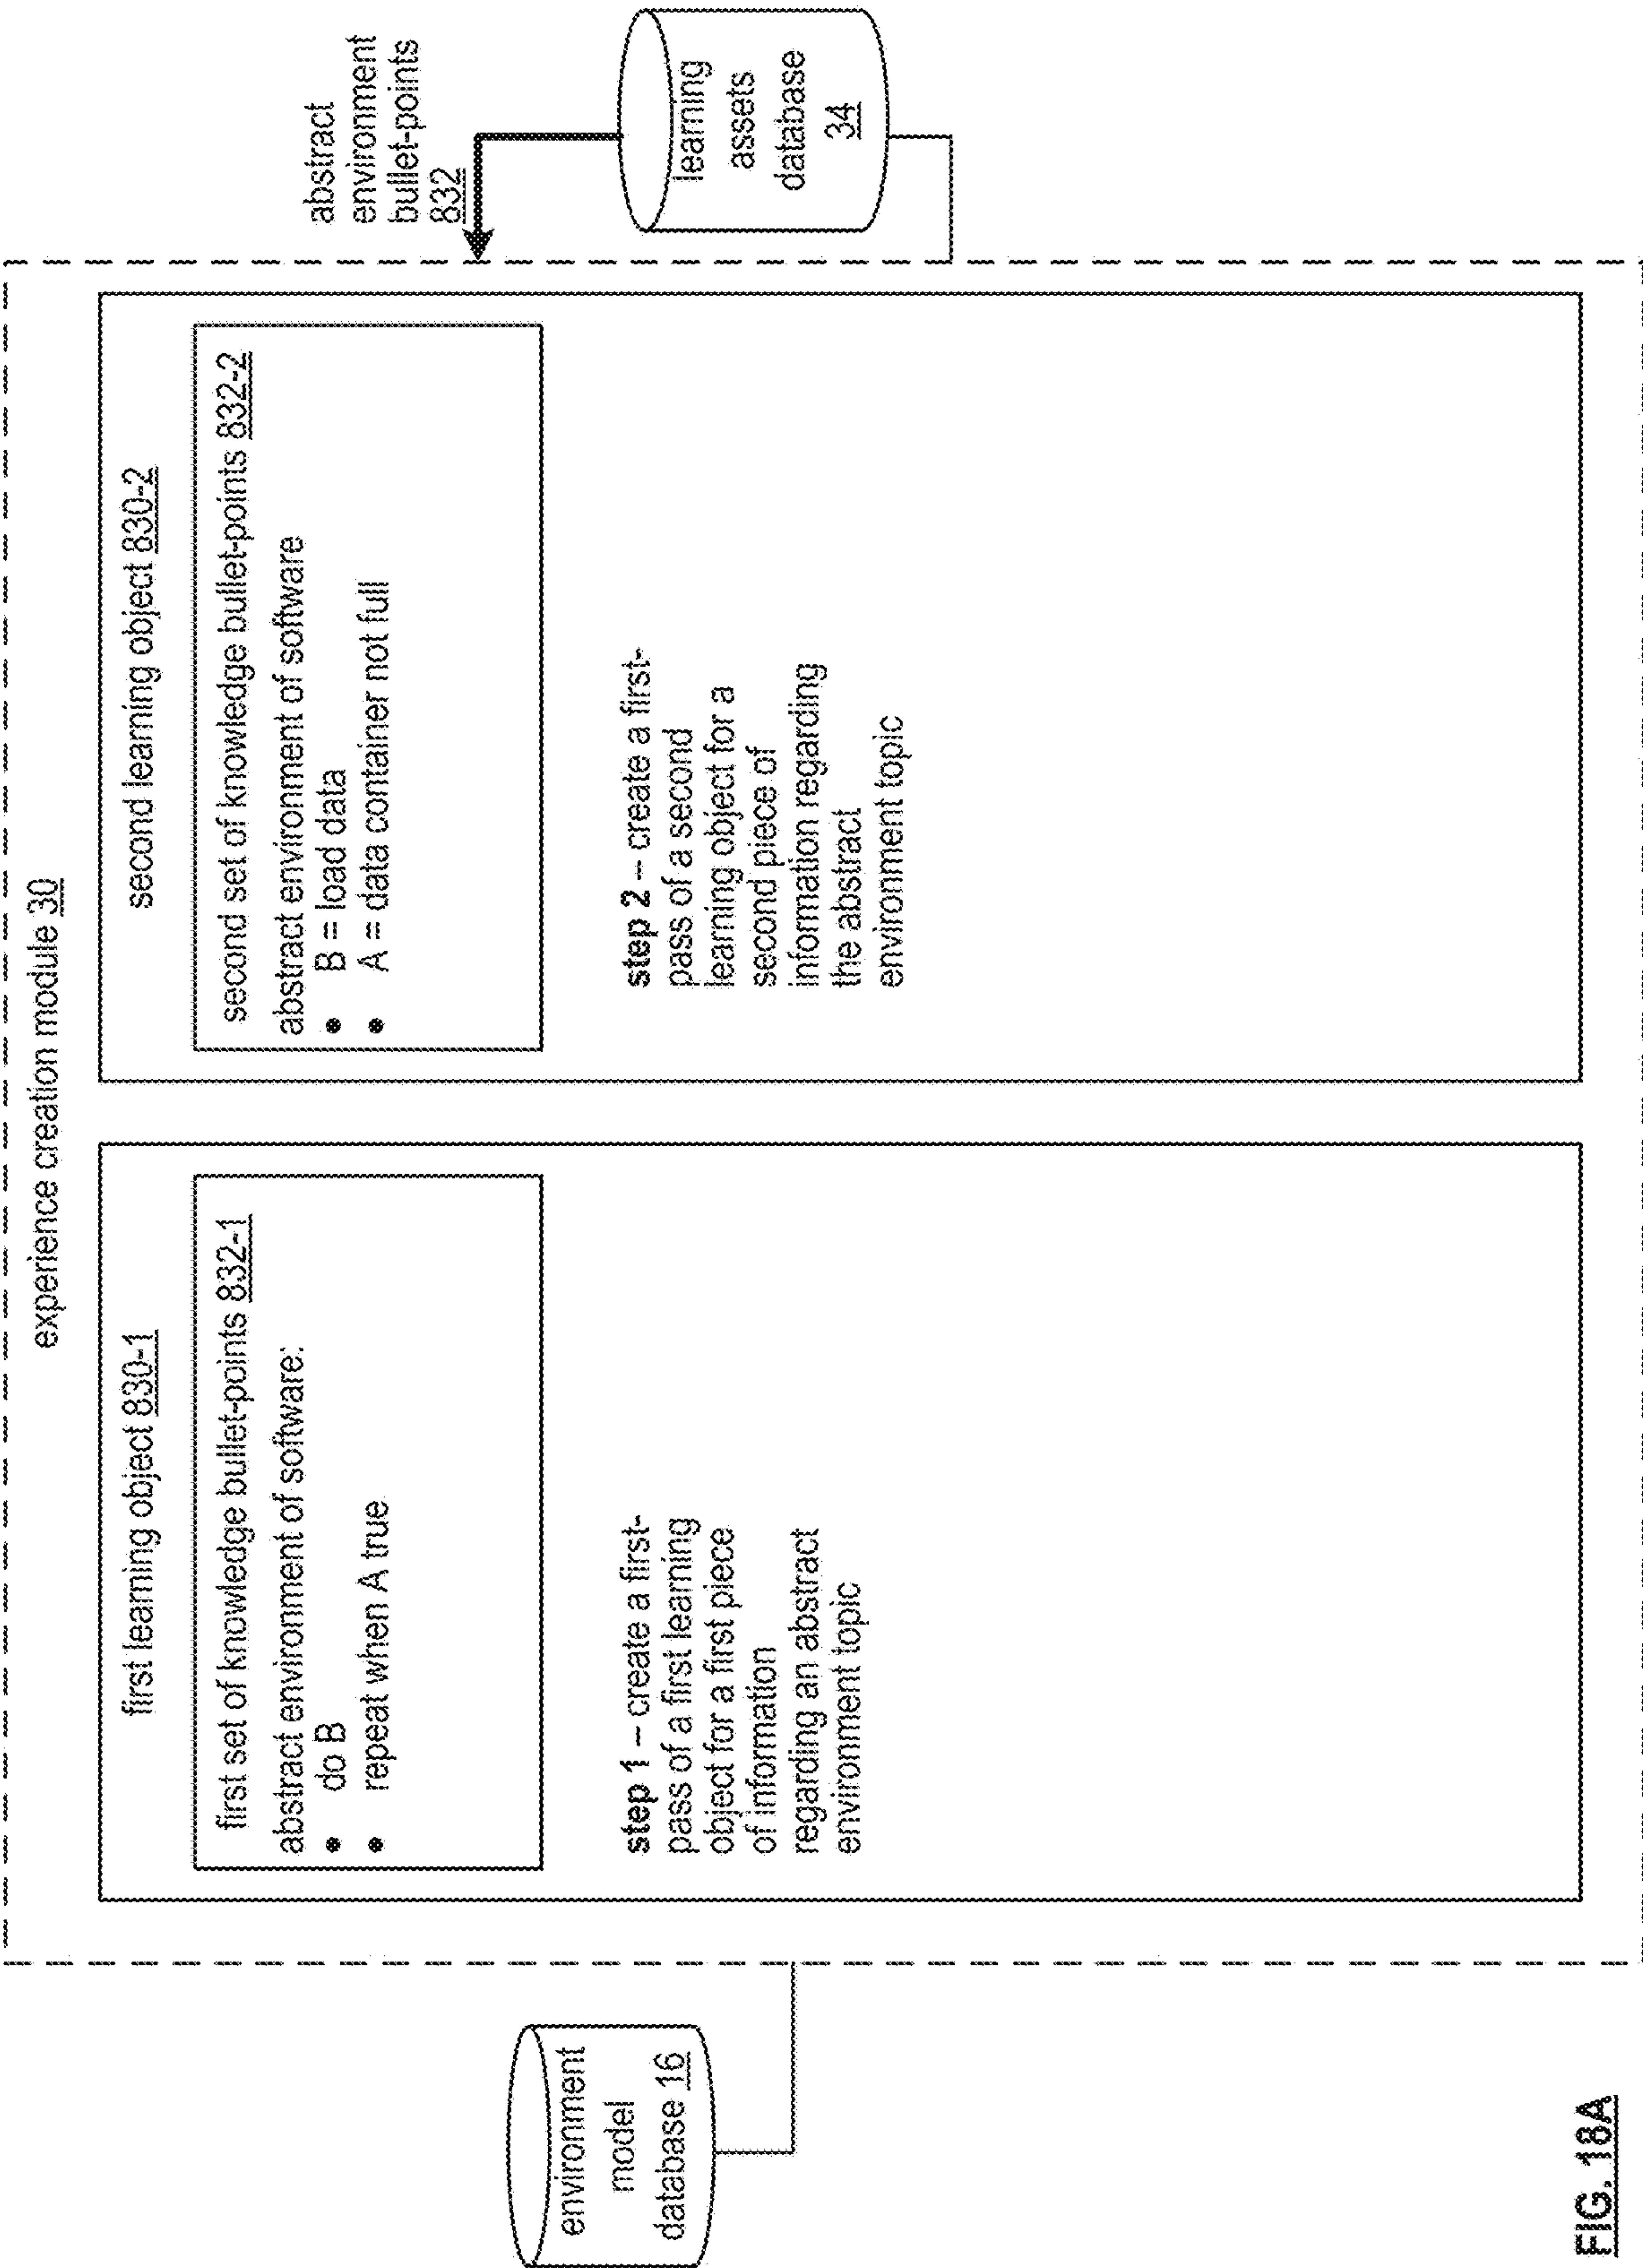 experience creation module 30
first learning object 830-1
first set of knowledge bullet-points 832-1
abstract environment of software:
• do B
• repeat when A true
step 1 – create a first-
pass of a first learning
object for a first piece
of information
regarding an abstract
environment topic
second learning object 830-2
second set of knowledge bullet-points 832-2
abstract environment of software
• B = load data
• A = data container not full
step 2 – create a first-
pass of a second
learning object for a
second piece of
information regarding
the abstract
environment topic
abstract
environment
bullet-points
832
learning
assets
database
34
environment
model
database 16
FIG. 18A